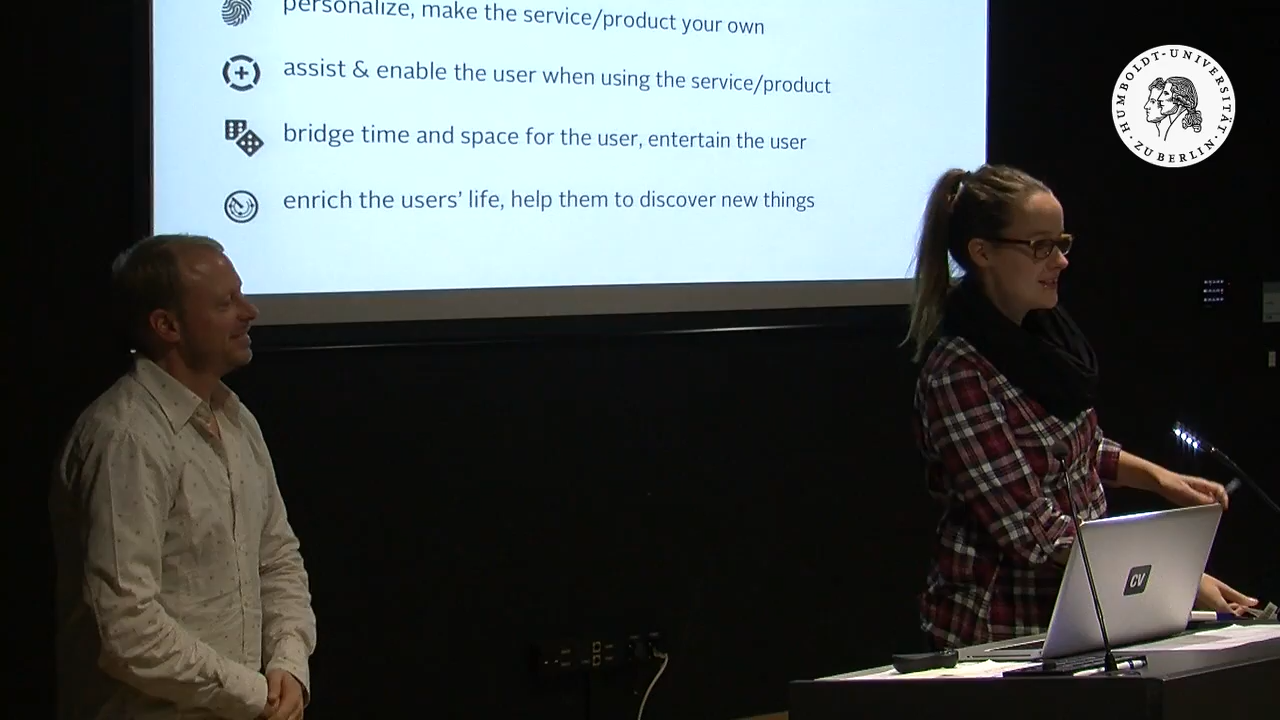 personalize, make the service/product your own
assist & enable the user when using the service/product
bridge time and space for the user, entertain the user
enrich the users' life, help them to discover new things
HUMBOLDT-UNIVERSITÄT
· ZU BERLIN ·
CV